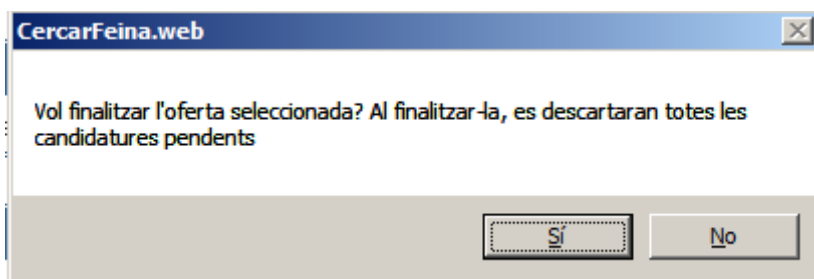 CercarFeina.web
Vol finalitzar l'oferta seleccionada? Al finalitzar-la, es descartaran totes les
candidatures pendents
Sí
No